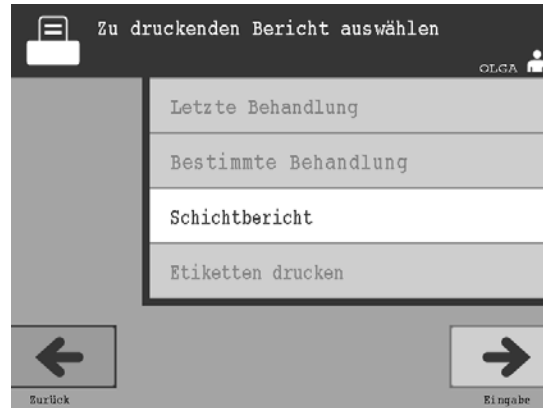 Zu druckenden Bericht auswählen
OLGA
Letzte Behandlung
Bestimmte Behandlung
Schichtbericht
Etiketten drucken
Zurück
Eingabe